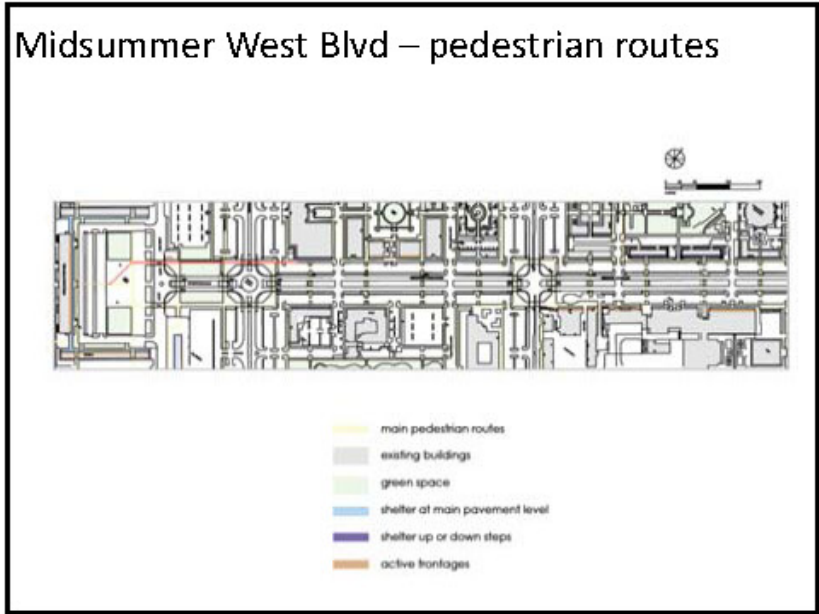 Midsummer West Blvd – pedestrian routes
main pedestrian routes
existing buildings
green space
shelter at main pavement level
shelter up or down steps
active frontages